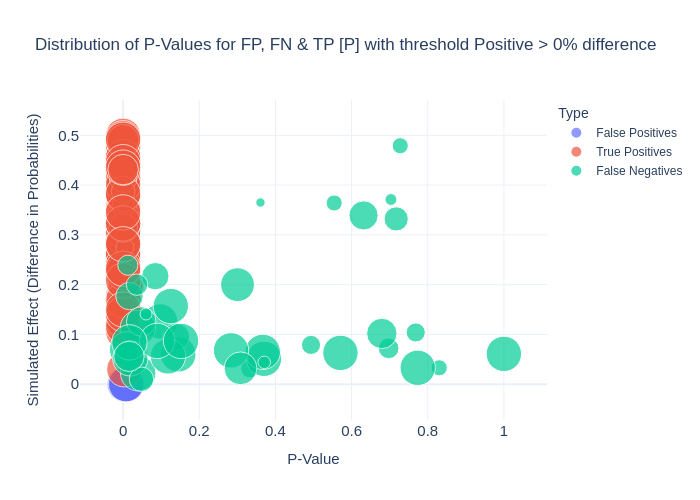 Distribution of P-Values for FP, FN & TP [P] with threshold Positive > 0% difference
Simulated Effect (Difference in Probabilities)
0.5
0.4
0.3
0.2
0.1
0
0
0.2
0.4
0.6
0.8
1
P-Value
Type
False Positives
True Positives
False Negatives